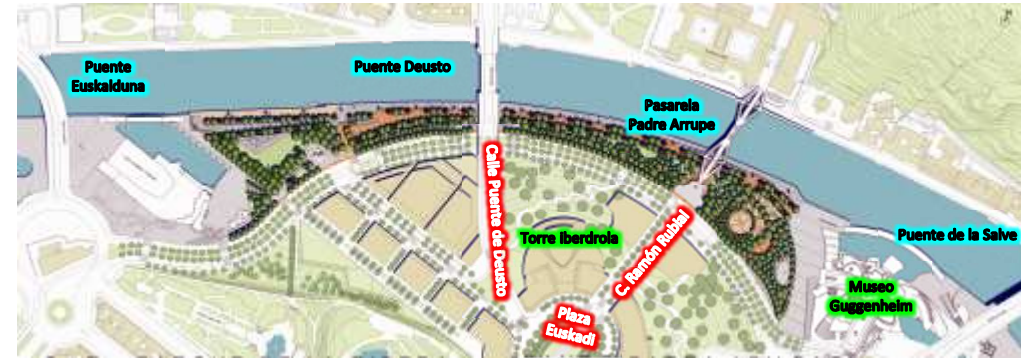 Puente
Euskalduna
Puente Deusto
Pasarela
Padre Arrupe
Calle Puente de Deusto
Torre Iberdrola
C. Ramón Rubial
Puente de la Salve
Museo
Guggenheim
Plaza
Euskadi